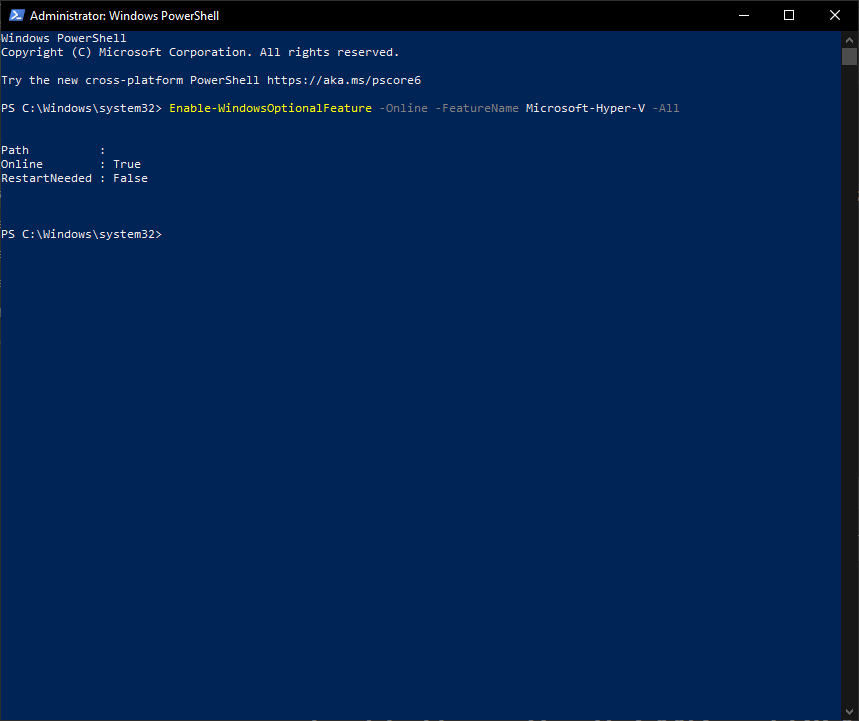 Administrator: Windows PowerShell
Windows PowerShell
Copyright (C) Microsoft Corporation. All rights reserved.
Try the new cross-platform PowerShell https://aka.ms/pscore6
PS C:\Windows\system32> Enable-WindowsOptionalFeature -Online -FeatureName Microsoft-Hyper-V -All
Path          :
Online        : True
RestartNeeded : False
PS C:\Windows\system32>